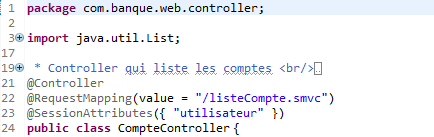 1 package com.banque.web.controller;
2
3 import java.util.List;
18
19 * Controller qui liste les comptes <br/>
21 @Controller
22 @RequestMapping(value = "/listeCompte.smvc")
23 @SessionAttributes({ "utilisateur" })
24 public class CompteController {